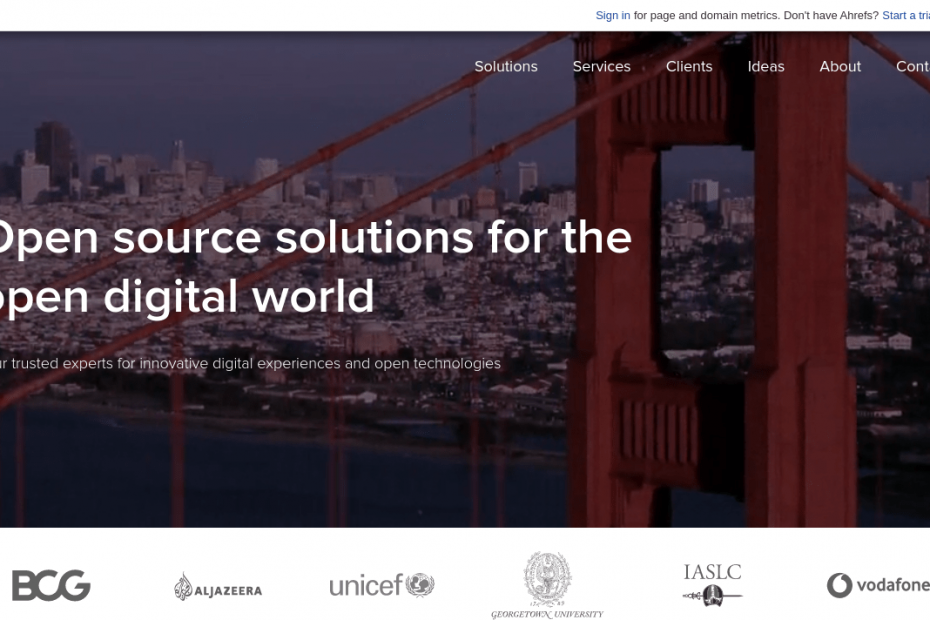 Sign in for page and domain metrics. Don't have Ahrefs? Start a tria
Solutions Services Clients Ideas About Conta
Open source solutions for the
open digital world
ur trusted experts for innovative digital experiences and open technologies
BCG
ALJAZEERA
unicef
GEORGETOWN UNIVERSITY
IASLC
vodafone